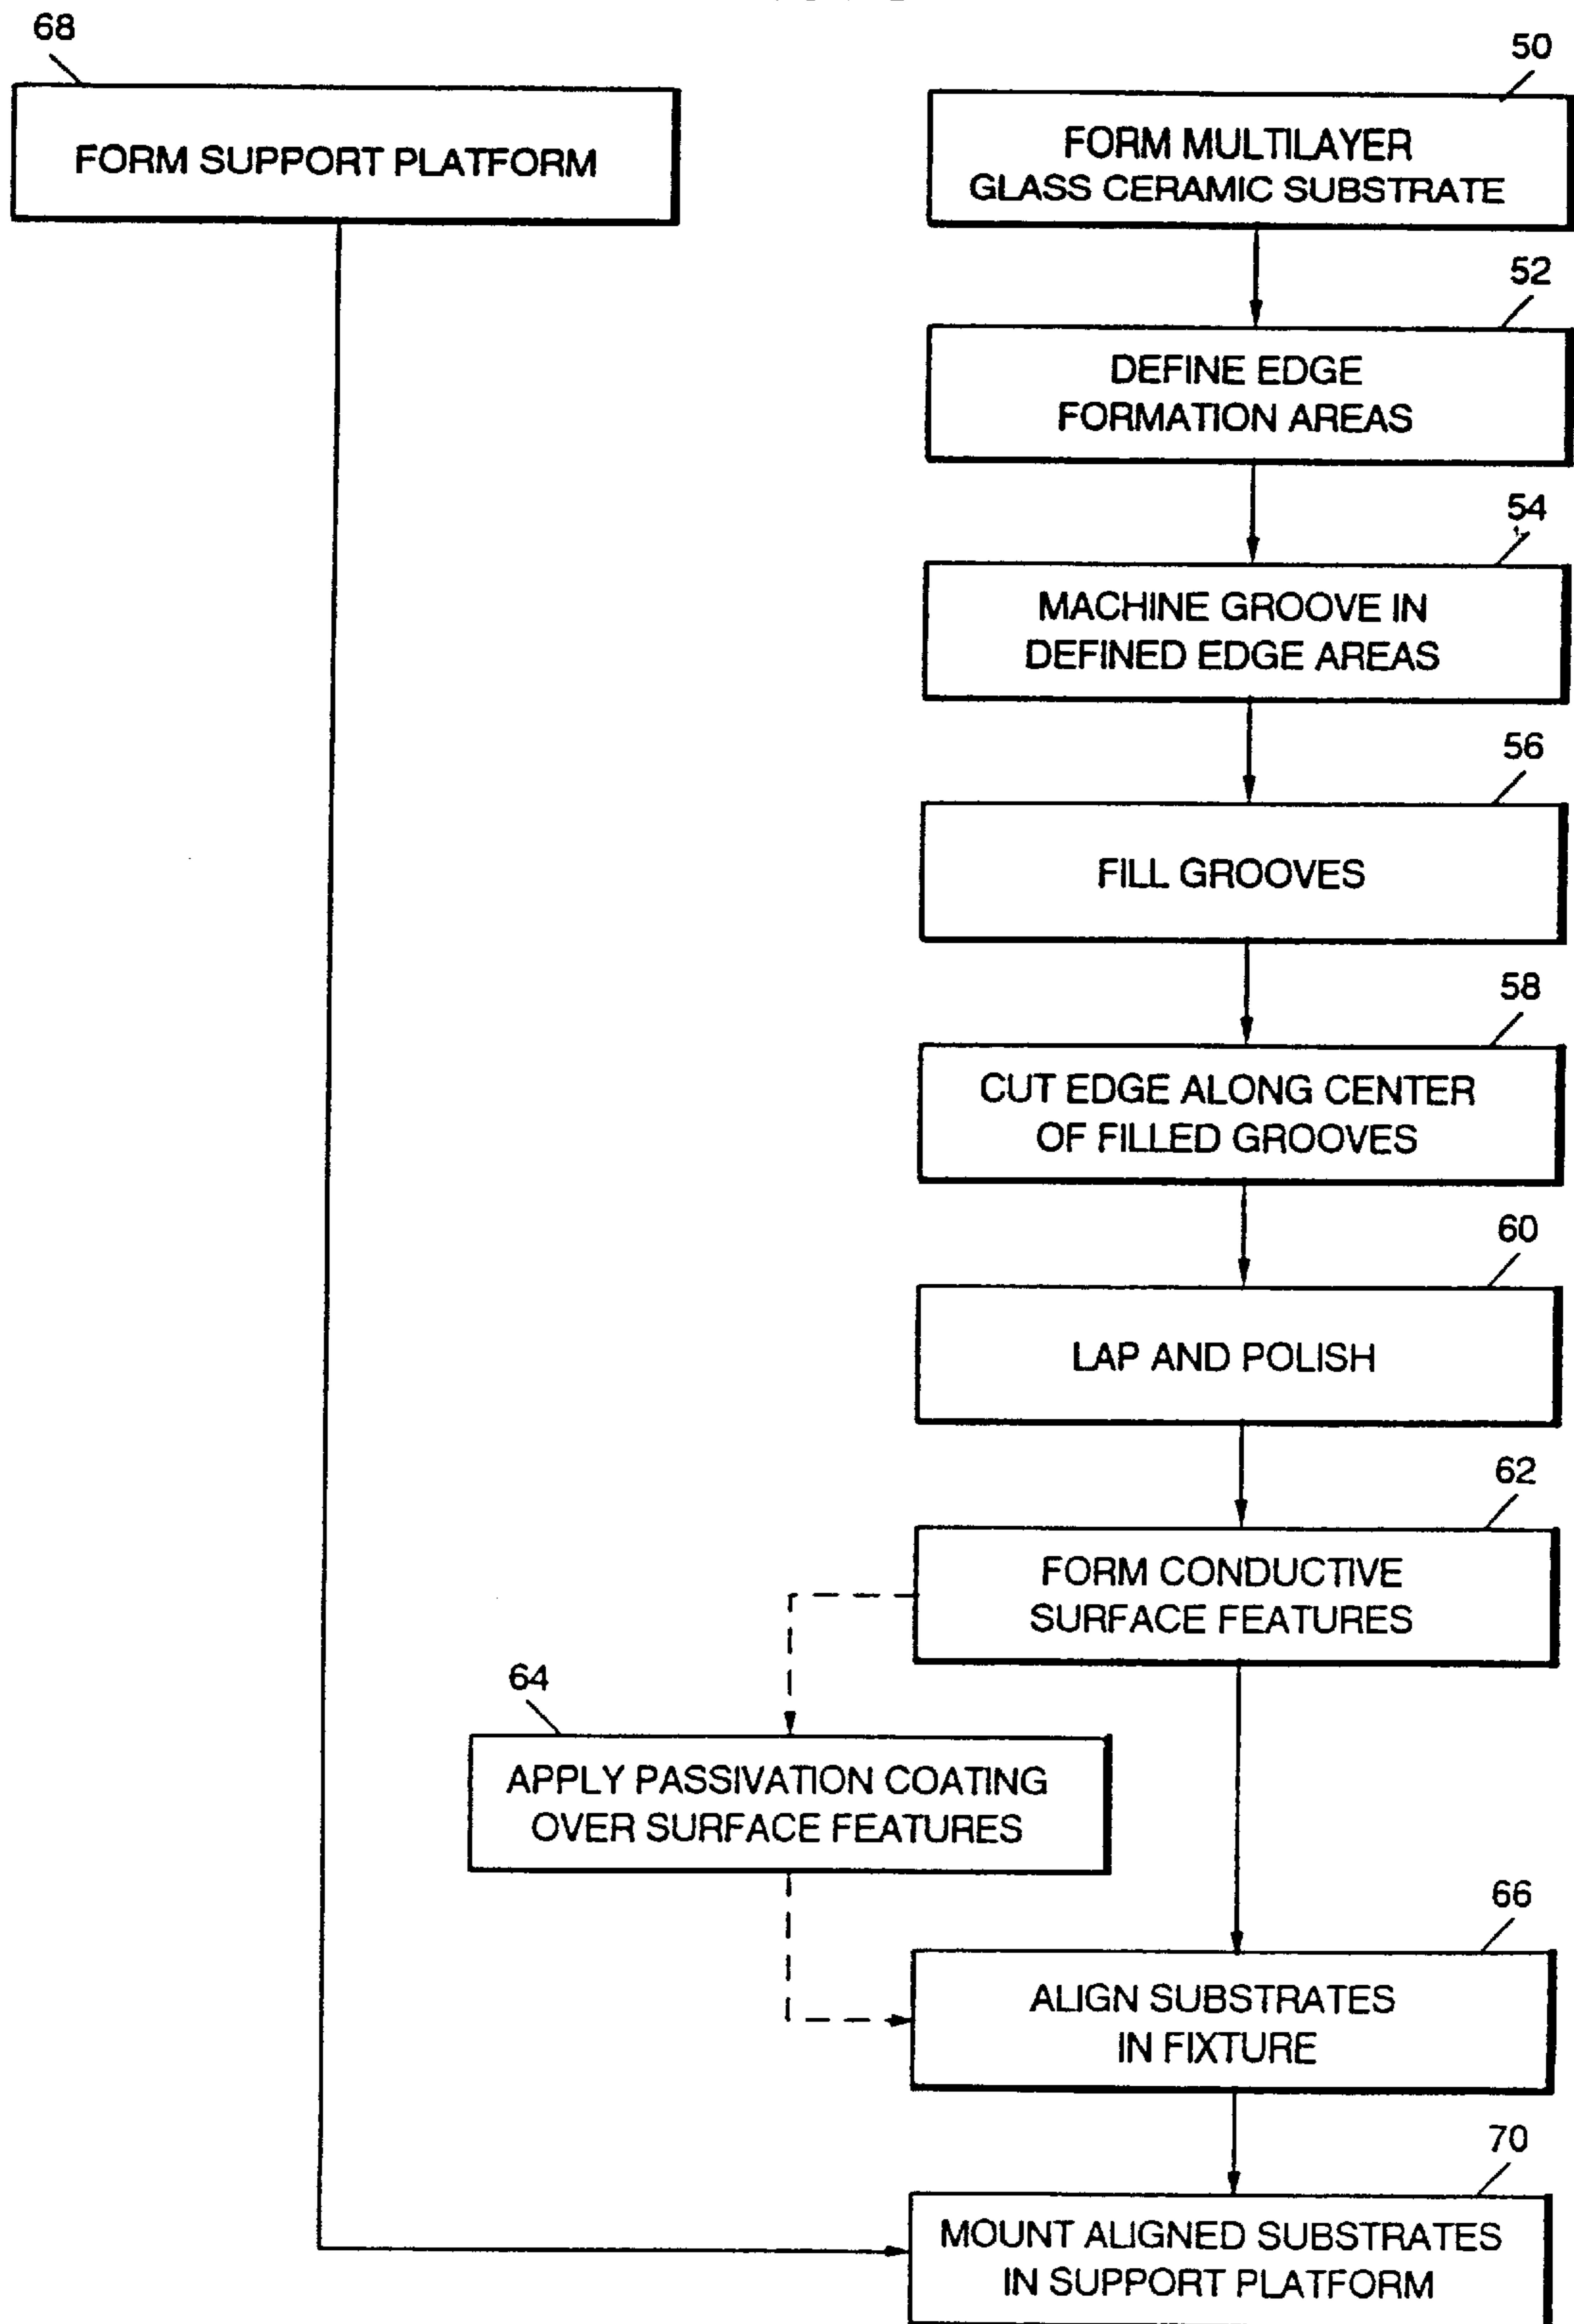 68
FORM SUPPORT PLATFORM
50
FORM MULTILAYER
GLASS CERAMIC SUBSTRATE
52
DEFINE EDGE
FORMATION AREAS
54
MACHINE GROOVE IN
DEFINED EDGE AREAS
56
FILL GROOVES
58
CUT EDGE ALONG CENTER
OF FILLED GROOVES
60
LAP AND POLISH
62
FORM CONDUCTIVE
SURFACE FEATURES
64
APPLY PASSIVATION COATING
OVER SURFACE FEATURES
66
ALIGN SUBSTRATES
IN FIXTURE
70
MOUNT ALIGNED SUBSTRATES
IN SUPPORT PLATFORM